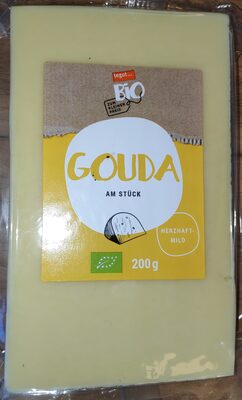 tegut...
BiO
ZUM
KLEINEN
PREIS
GOUDA
AM STÜCK
HERZHAFT-
MILD
200g